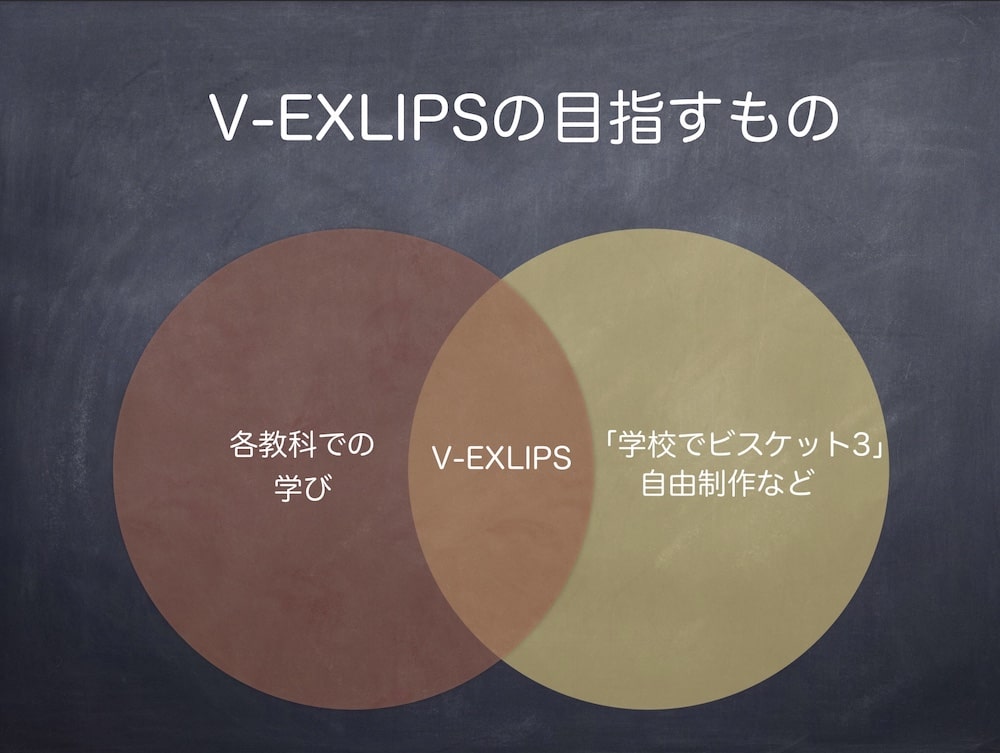 V-EXLIPSの目指すもの
各教科での
学び
V-EXLIPS
「学校でビスケット3」
自由制作など